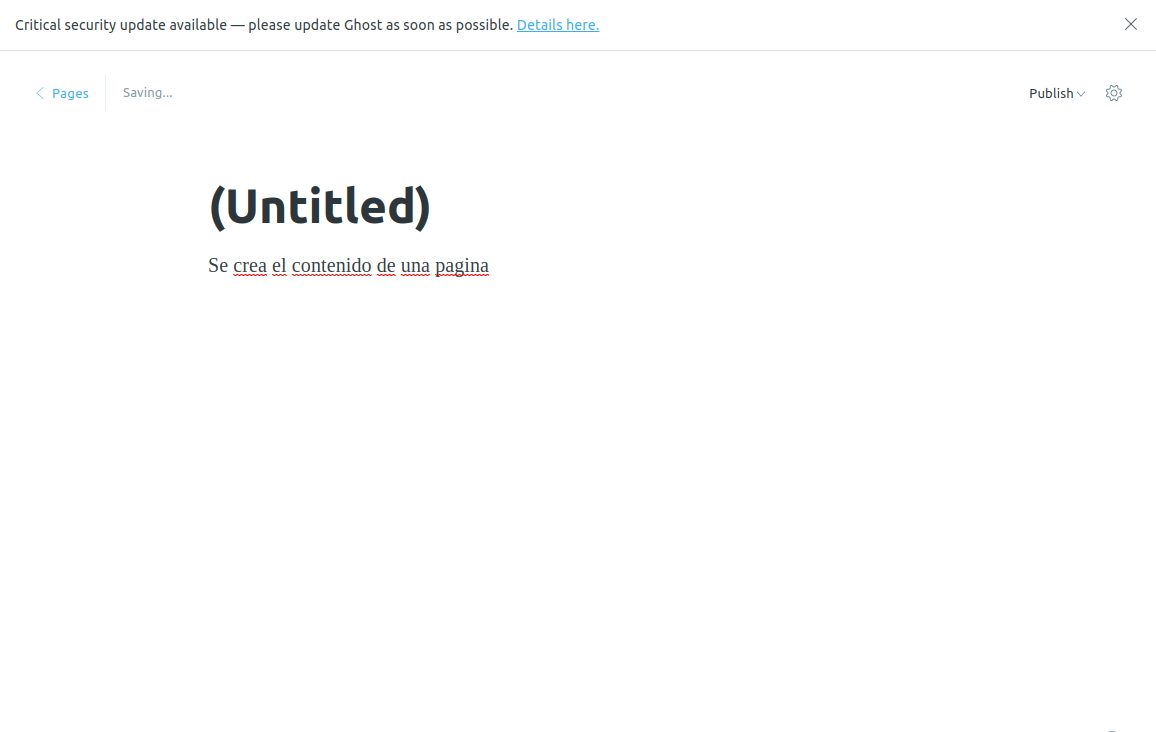 Critical security update available — please update Ghost as soon as possible. Details here.
Pages
Saving...
Publish
(Untitled)
Se crea el contenido de una pagina